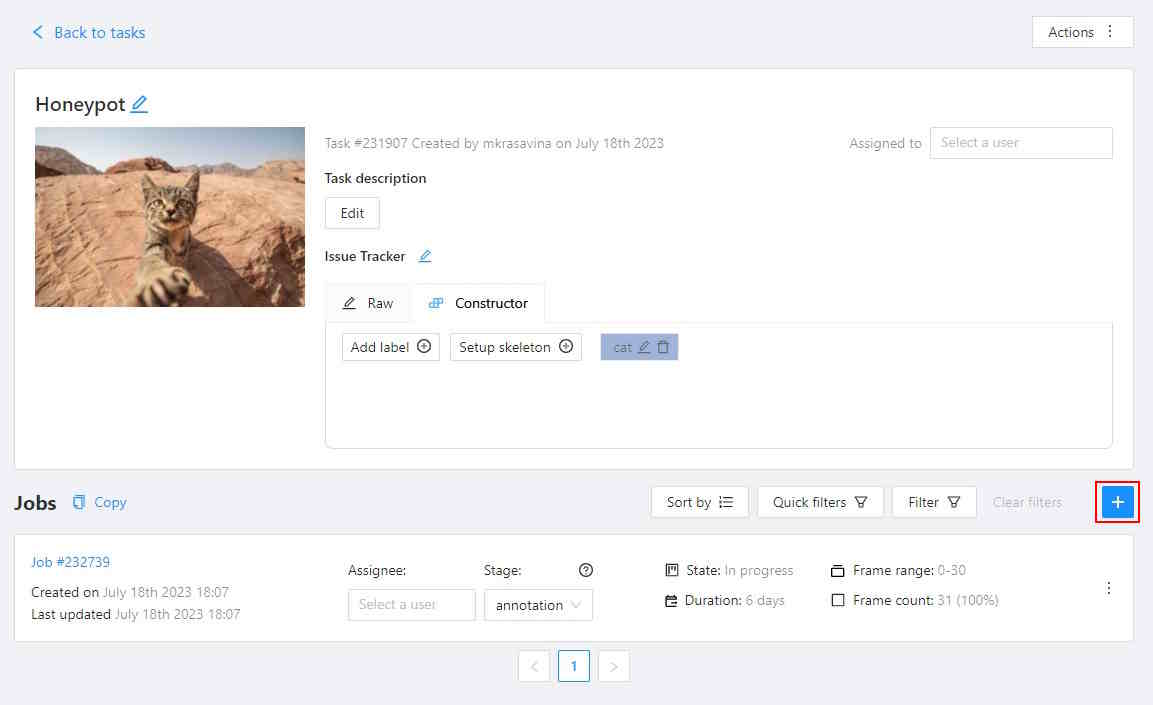 Back to tasks
Actions
Honeypot
Task #231907 Created by mkrasavina on July 18th 2023
Assigned to Select a user
Task description
Edit
Issue Tracker
Raw Constructor
Add label Setup skeleton cat
Jobs Copy Sort by Quick filters Filter Clear filters
Job #232739
Created on July 18th 2023 18:07
Last updated July 18th 2023 18:07
Assignee:
Select a user
Stage:
annotation
State: In progress
Duration: 6 days
Frame range: 0-30
Frame count: 31 (100%)
1